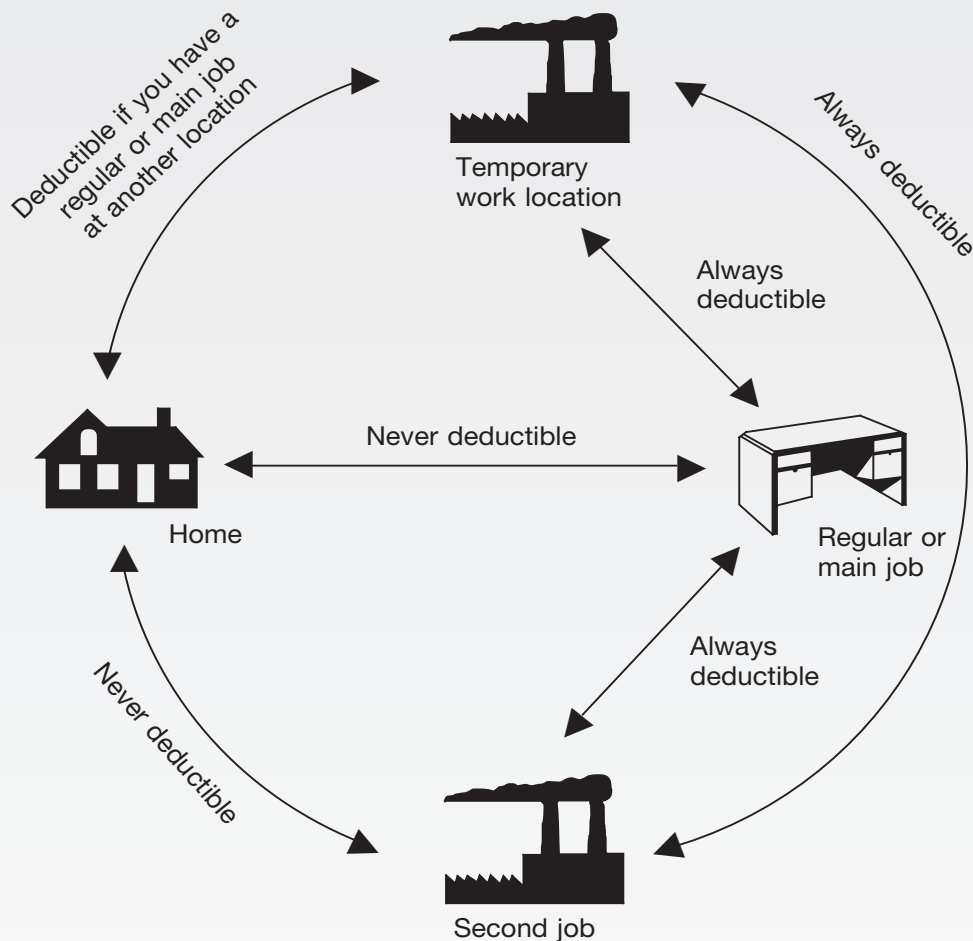 Deductible if you have a
regular or main job
at another location
Temporary
work location
Always deductible
Always
deductible
Never deductible
Home
Regular or
main job
Always
deductible
Never deductible
Second job